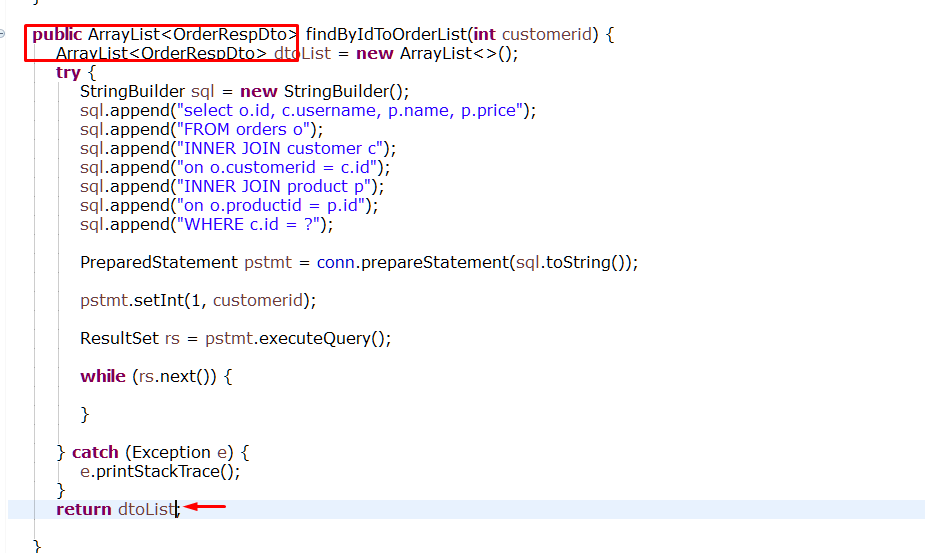 }
public ArrayList<OrderRespDto> findByIdToOrderList(int customerid) {
ArrayList<OrderRespDto> dtoList = new ArrayList<>();
try {
StringBuilder sql = new StringBuilder();
sql.append("select o.id, c.username, p.name, p.price");
sql.append("FROM orders o");
sql.append("INNER JOIN customer c");
sql.append("on o.customerid = c.id");
sql.append("INNER JOIN product p");
sql.append("on o.productid = p.id");
sql.append("WHERE c.id = ?");
PreparedStatement pstmt = conn.prepareStatement(sql.toString());
pstmt.setInt(1, customerid);
ResultSet rs = pstmt.executeQuery();
while (rs.next()) {
}
} catch (Exception e) {
e.printStackTrace();
}
return dtoList;
}